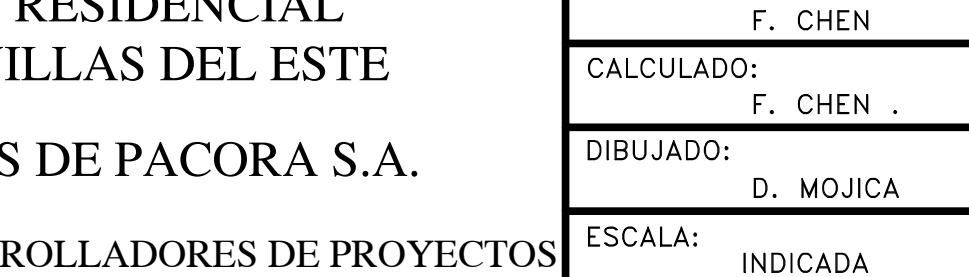 RESIDENCIAL
VILLAS DEL ESTE
S DE PACORA S.A.
ROLLADORES DE PROYECTOS
F. CHEN
CALCULADO:
F. CHEN .
DIBUJADO:
D. MOJICA
ESCALA:
INDICADA